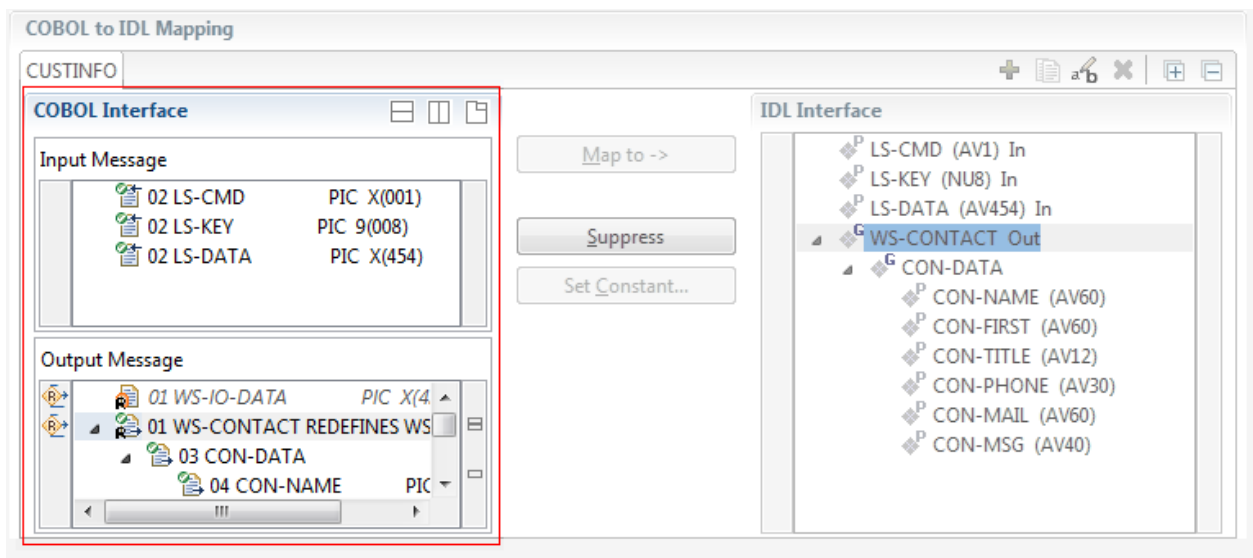 COBOL to IDL Mapping
CUSTINFO
COBOL Interface
Input Message
02 LS-CMD PIC X(001)
02 LS-KEY PIC 9(008)
02 LS-DATA PIC X(454)
Output Message
01 WS-IO-DATA PIC X(4
01 WS-CONTACT REDEFINES WS
03 CON-DATA
04 CON-NAME PIC
Map to ->
Suppress
Set Constant...
IDL Interface
LS-CMD (AV1) In
LS-KEY (NU8) In
LS-DATA (AV454) In
WS-CONTACT Out
CON-DATA
CON-NAME (AV60)
CON-FIRST (AV60)
CON-TITLE (AV12)
CON-PHONE (AV30)
CON-MAIL (AV60)
CON-MSG (AV40)